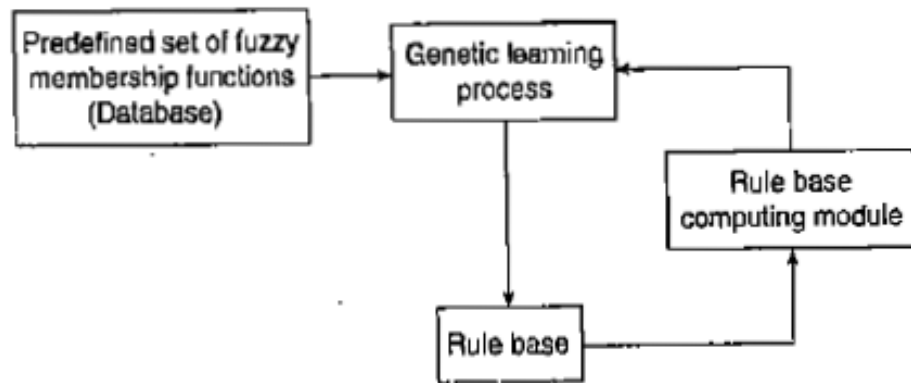 Predefined set of fuzzy
membership functions
(Database)
Genetic learning
process
Rule base
computing module
Rule base